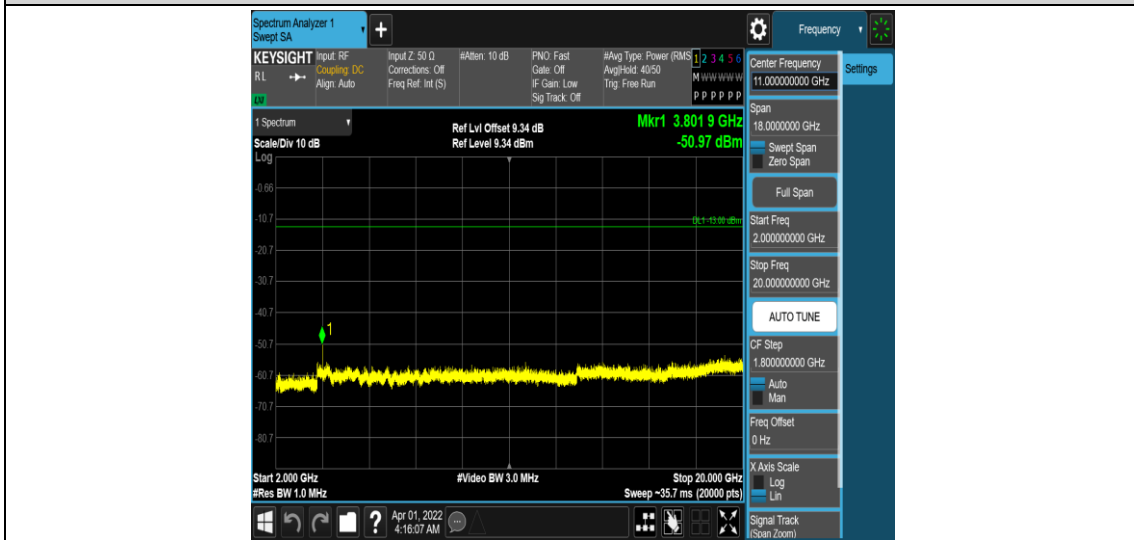 Spectrum Analyzer 1
Swept SA
+
Frequency
KEYSIGHT
RL
Input: RF
Coupling: DC
Align: Auto
Input Z: 50 Ω
Corrections: Off
Freq Ref: Int (S)
#Atten: 10 dB
PNO: Fast
Gate: Off
IF Gain: Low
Sig Track: Off
#Avg Type: Power (RMS
Avg|Hold: 40/50
Trig: Free Run
1 2 3 4 5 6
M W W W W W
P P P P P P
1 Spectrum
Scale/Div 10 dB
Log
Ref Lvl Offset 9.34 dB
Ref Level 9.34 dBm
Mkr1 3.801 9 GHz
-50.97 dBm
-0.66
-10.7
-20.7
-30.7
-40.7
-50.7
-60.7
-70.7
-80.7
DL1 -13.00 dBm
1
Start 2.000 GHz
#Res BW 1.0 MHz
#Video BW 3.0 MHz
Stop 20.000 GHz
Sweep ~35.7 ms (20000 pts)
Center Frequency
11.000000000 GHz
Settings
Span
18.0000000 GHz
Swept Span
Zero Span
Full Span
Start Freq
2.000000000 GHz
Stop Freq
20.000000000 GHz
AUTO TUNE
CF Step
1.800000000 GHz
Auto
Man
Freq Offset
0 Hz
X Axis Scale
Log
Lin
Signal Track
(Span Zoom)
?
Apr 01, 2022
4:16:07 AM